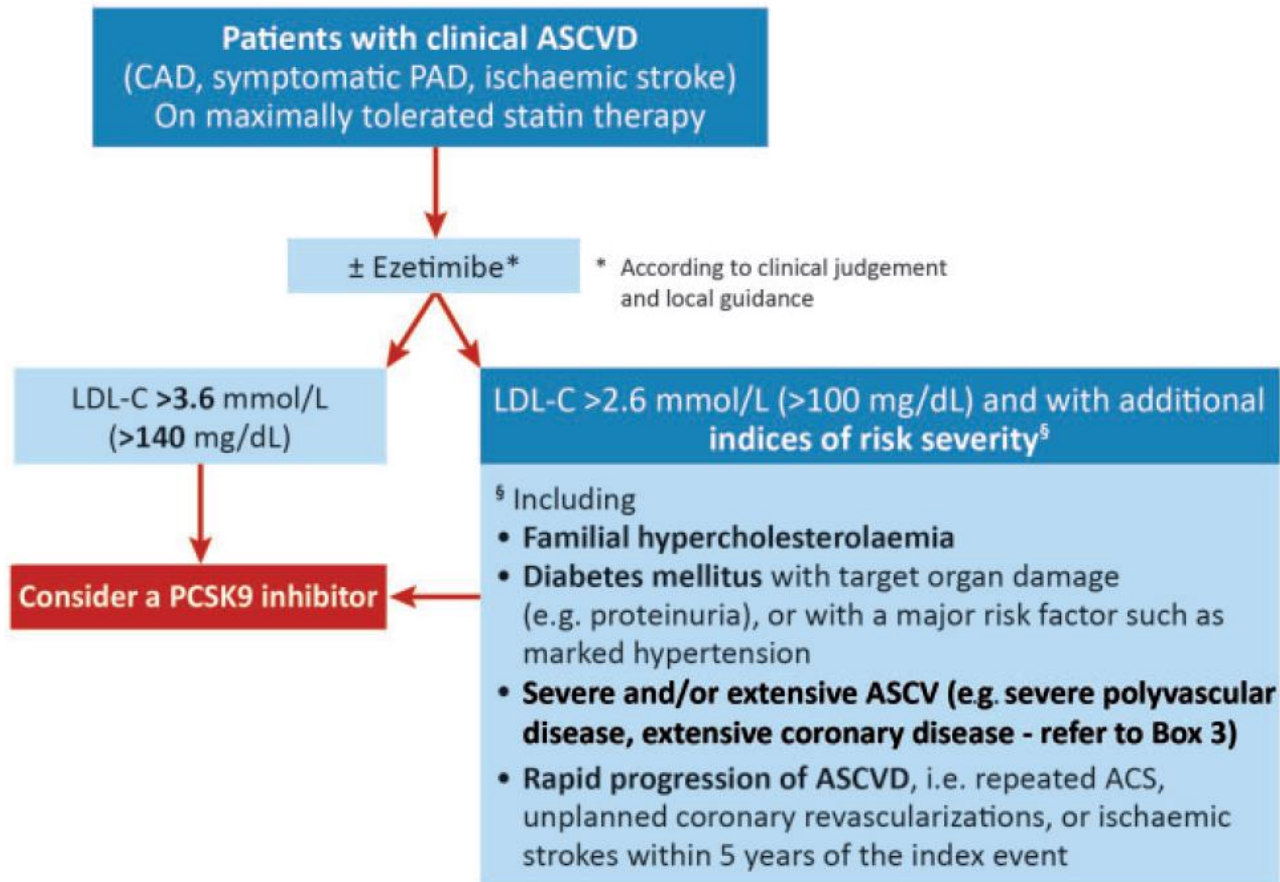 Patients with clinical ASCVD
(CAD, symptomatic PAD, ischaemic stroke)
On maximally tolerated statin therapy
± Ezetimibe*
* According to clinical judgement
and local guidance
LDL-C >3.6 mmol/L
(>140 mg/dL)
LDL-C >2.6 mmol/L (>100 mg/dL) and with additional
indices of risk severity§
Consider a PCSK9 inhibitor
§ Including
• Familial hypercholesterolaemia
• Diabetes mellitus with target organ damage
(e.g. proteinuria), or with a major risk factor such as
marked hypertension
• Severe and/or extensive ASCV (e.g. severe polyvascular
disease, extensive coronary disease - refer to Box 3)
• Rapid progression of ASCVD, i.e. repeated ACS,
unplanned coronary revascularizations, or ischaemic
strokes within 5 years of the index event